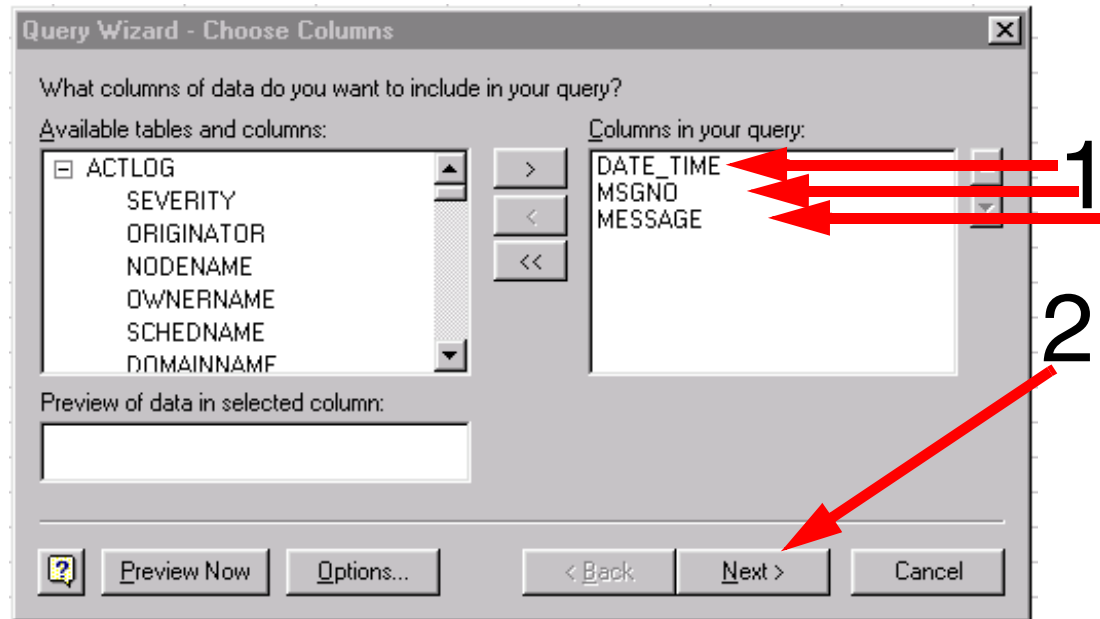 Query Wizard - Choose Columns
What columns of data do you want to include in your query?
Available tables and columns:
ACTLOG
SEVERITY
ORIGINATOR
NODENAME
OWNERNAME
SCHEDNAME
DOMAINNAME
>
<
<<
Columns in your query:
DATE_TIME
MSGNO
MESSAGE
1
2
Preview of data in selected column:
?
Preview Now
Options...
< Back
Next >
Cancel